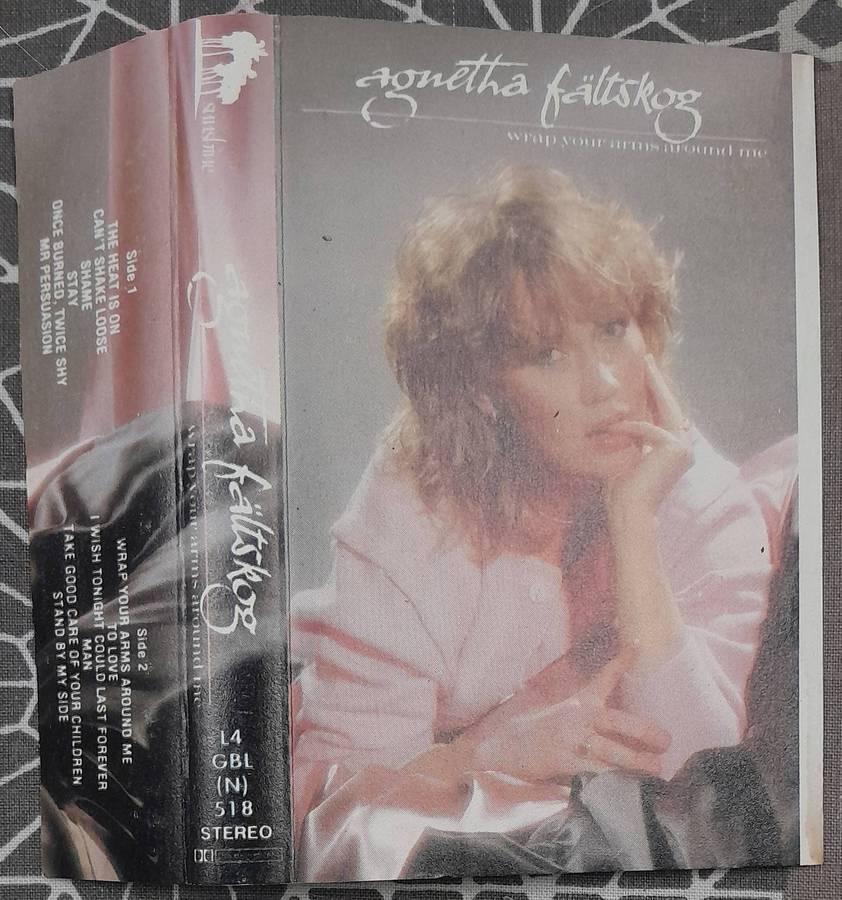 agnetha fältskog
wrap your arms around me
sunshine
agnetha fältskog
wrap your arms around me
L4
GBL
(N)
518
STEREO
Side 1
THE HEAT IS ON
CAN'T SHAKE LOOSE
SHAME
STAY
ONCE BURNED, TWICE SHY
MR PERSUASION
Side 2
WRAP YOUR ARMS AROUND ME
TO LOVE
I WISH TONIGHT COULD LAST FOREVER
MAN
TAKE GOOD CARE OF YOUR CHILDREN
STAND BY MY SIDE